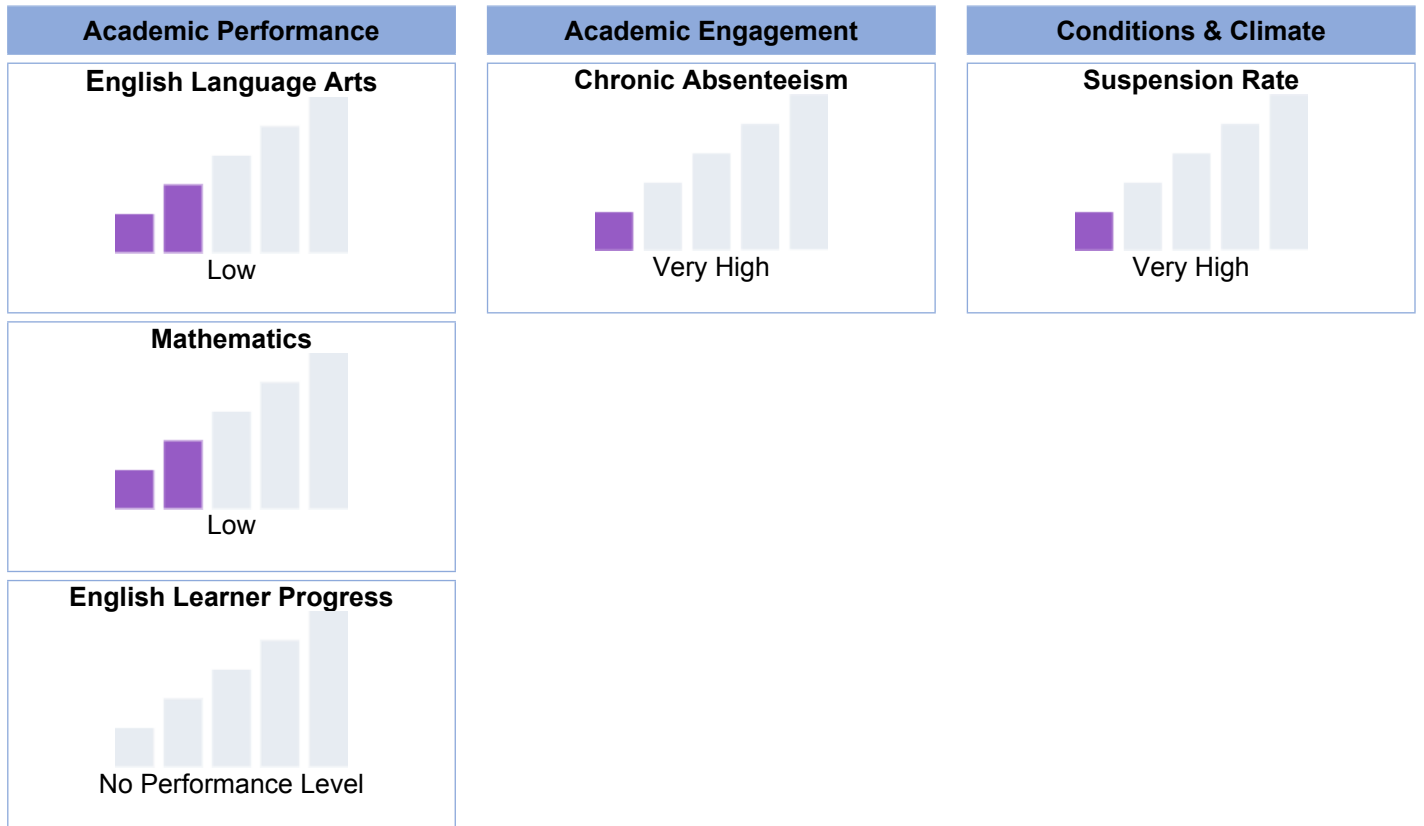 Academic Performance
Academic Engagement
Conditions & Climate
English Language Arts
Low
Chronic Absenteeism
Very High
Suspension Rate
Very High
Mathematics
Low
English Learner Progress
No Performance Level